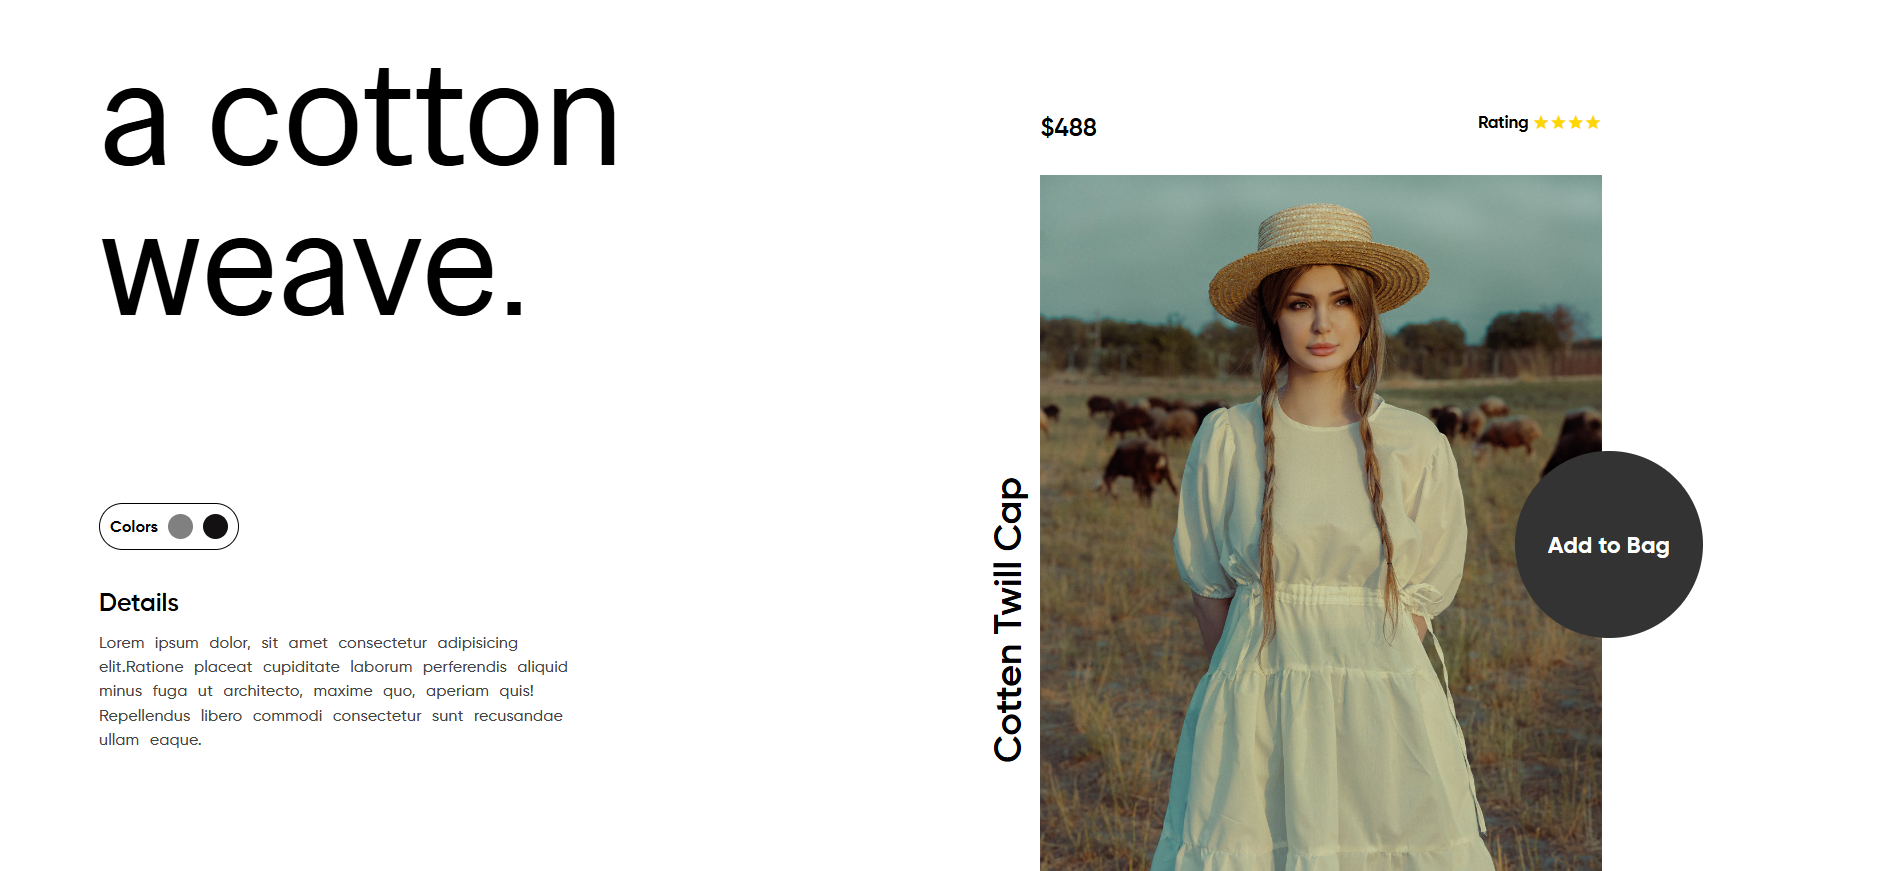 a cotton
weave.
Colors
Details
Lorem ipsum dolor, sit amet consectetur adipisicing
elit.Ratione placeat cupiditate laborum perferendis aliquid
minus fuga ut architecto, maxime quo, aperiam quis!
Repellendus libero commodi consectetur sunt recusandae
ullam eaque.
$488
Rating
Cotten Twill Cap
Add to Bag